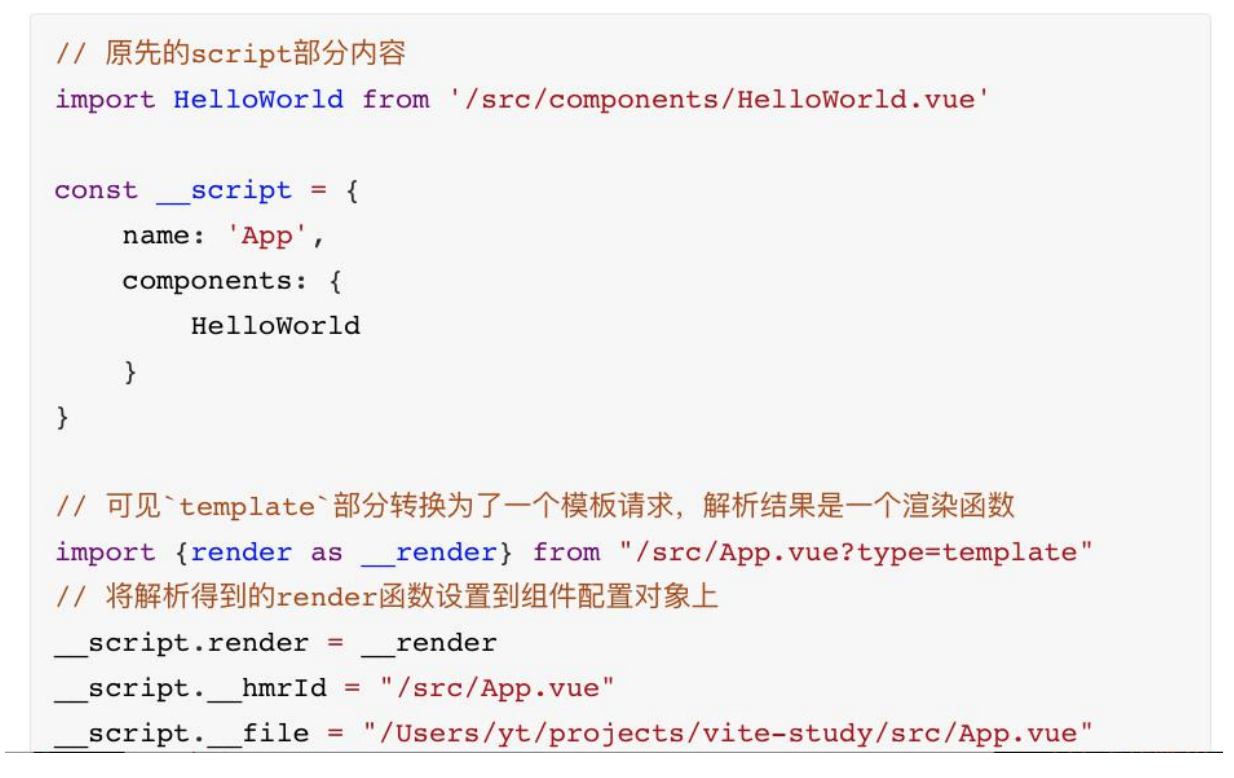 // 原先的script部分内容
import HelloWorld from '/src/components/HelloWorld.vue'
const __script = {
    name: 'App',
    components: {
        HelloWorld
    }
}
// 可见`template`部分转换为了一个模板请求，解析结果是一个渲染函数
import {render as __render} from "/src/App.vue?type=template"
// 将解析得到的render函数设置到组件配置对象上
__script.render = __render
__script.__hmrId = "/src/App.vue"
__script.__file = "/Users/yt/projects/vite-study/src/App.vue"